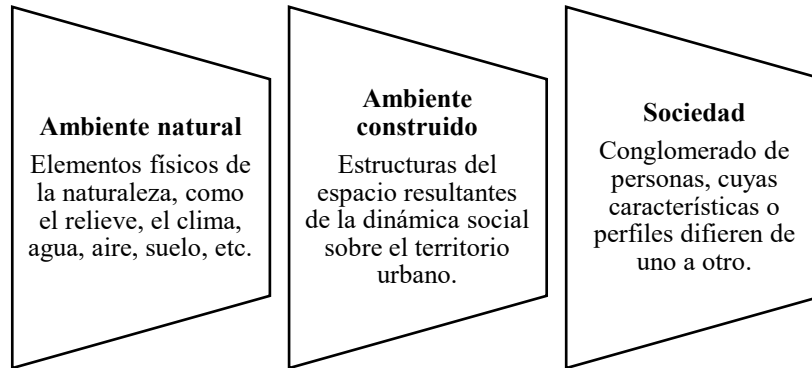 Ambiente natural
Elementos físicos de
la naturaleza, como
el relieve, el clima,
agua, aire, suelo, etc.
Ambiente
construido
Estructuras del
espacio resultantes
de la dinámica social
sobre el territorio
urbano.
Sociedad
Conglomerado de
personas, cuyas
características o
perfiles difieren de
uno a otro.